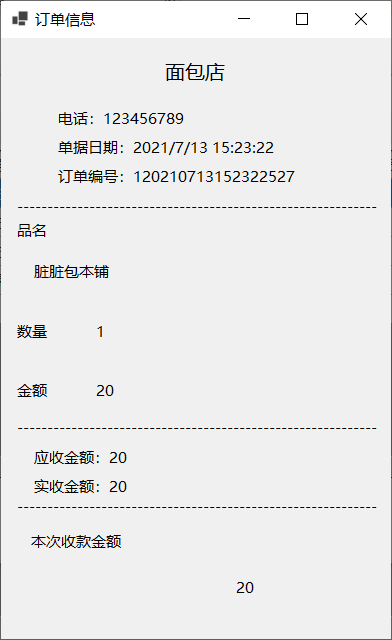 订单信息
面包店
电话：123456789
单据日期：2021/7/13 15:23:22
订单编号：120210713152322527
品名
脏脏包本铺
数量 1
金额 20
应收金额：20
实收金额：20
本次收款金额
20